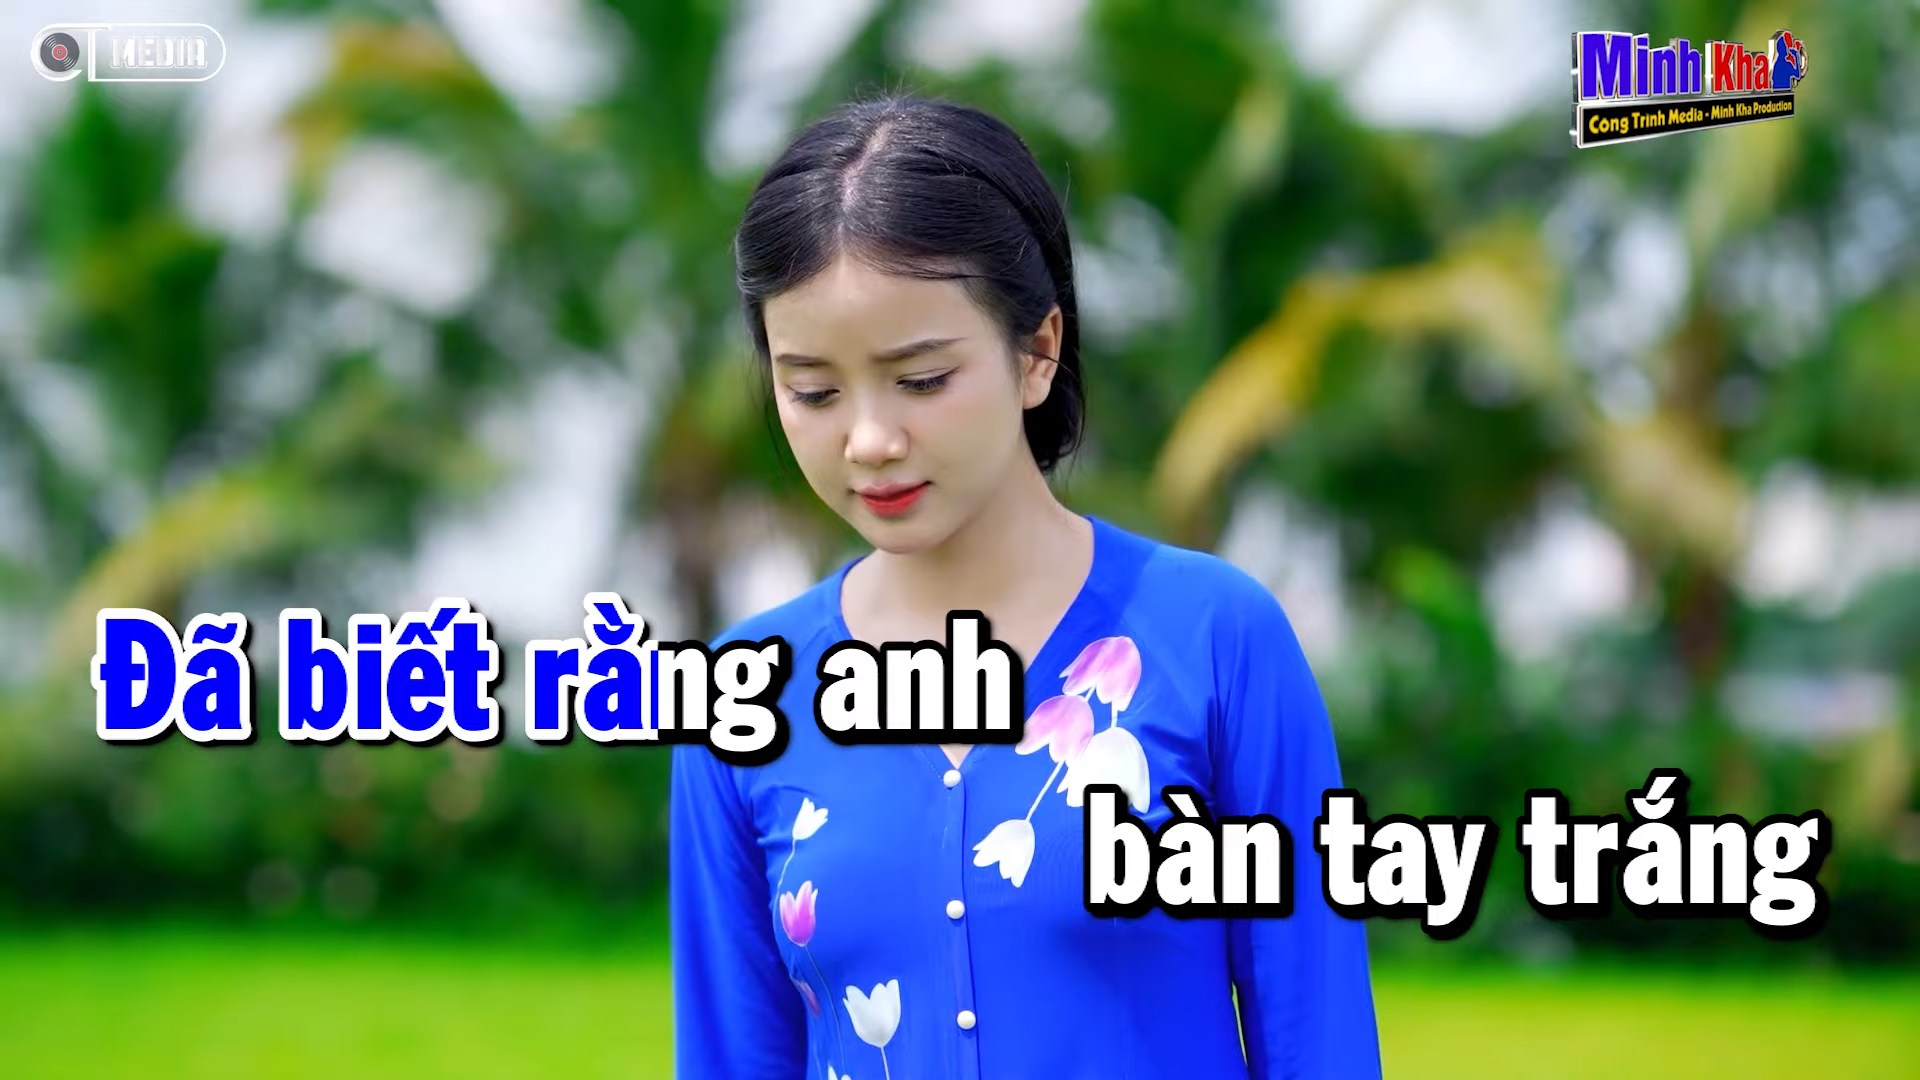 MEDIA
Minh Kha
Cong Trinh Media - Minh Kha Production
Đã biết rằng anh
bàn tay trắng